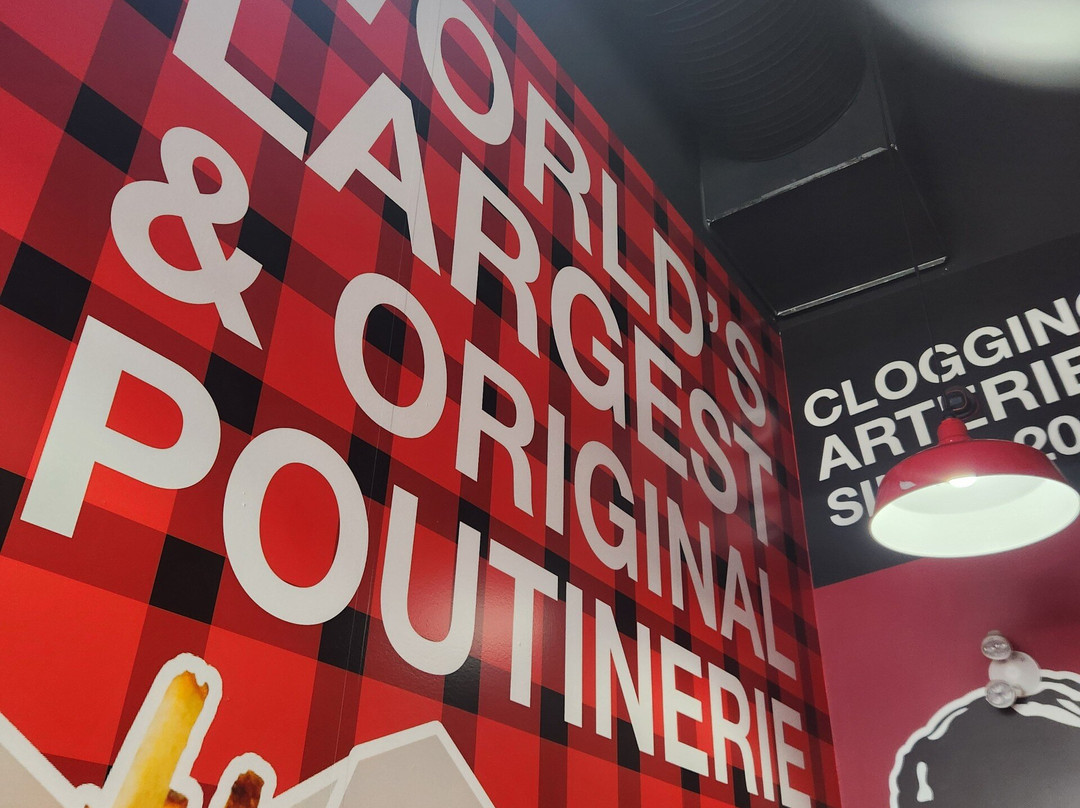 WORLD'S
LARGEST
& ORIGINAL
POUTINERIE
CLOGGING
ARTERIES